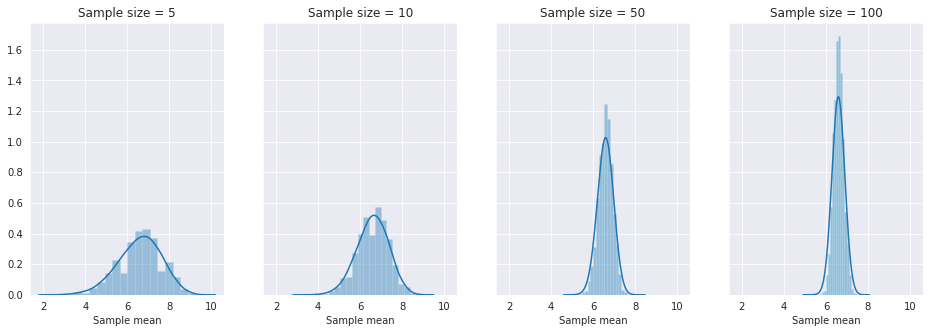 Sample size = 5
Sample size = 10
Sample size = 50
Sample size = 100
1.6
1.4
1.2
1.0
0.8
0.6
0.4
0.2
0.0
2 4 6 8 10
2 4 6 8 10
2 4 6 8 10
2 4 6 8 10
Sample mean
Sample mean
Sample mean
Sample mean